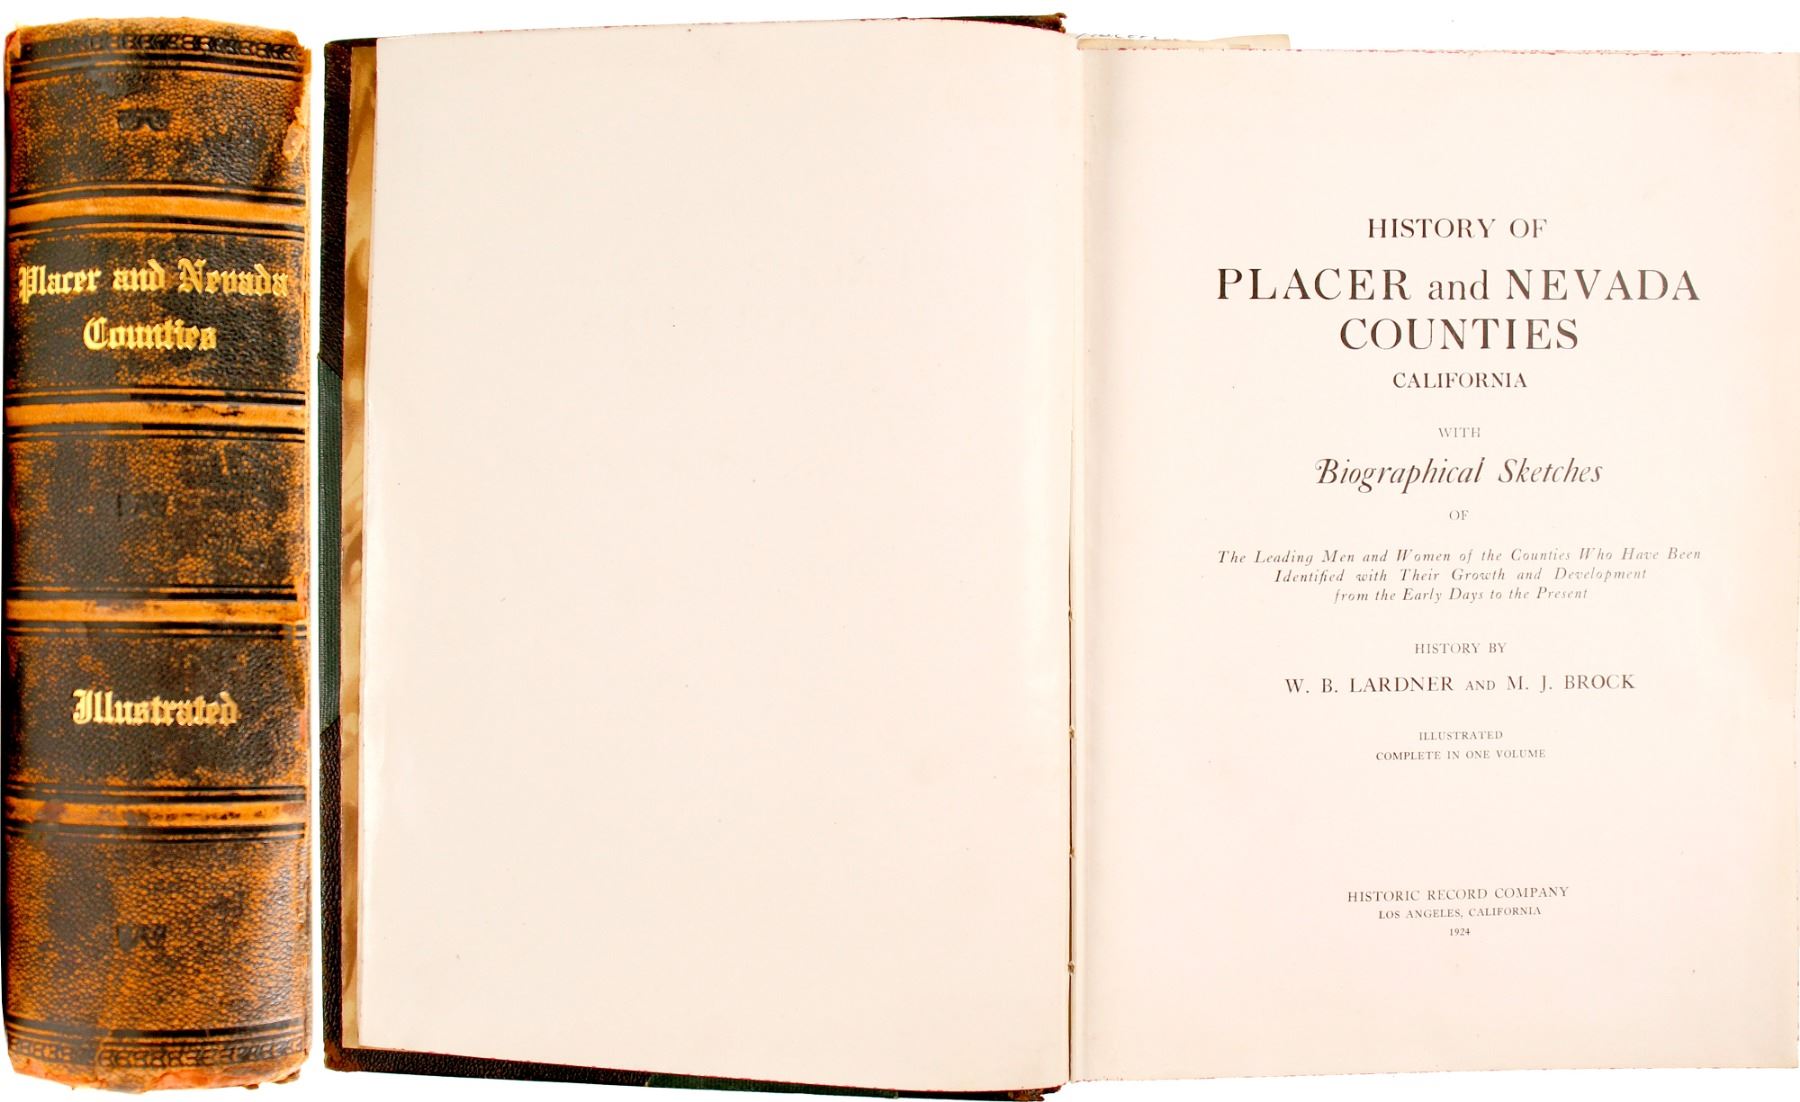 Placer and Nevada
Counties
Illustrated
HISTORY OF
PLACER and NEVADA
COUNTIES
CALIFORNIA
WITH
Biographical Sketches
OF
The Leading Men and Women of the Counties Who Have Been
Identified with Their Growth and Development
from the Early Days to the Present
HISTORY BY
W. B. LARDNER AND M. J. BROCK
ILLUSTRATED
COMPLETE IN ONE VOLUME
HISTORIC RECORD COMPANY
LOS ANGELES, CALIFORNIA
1924